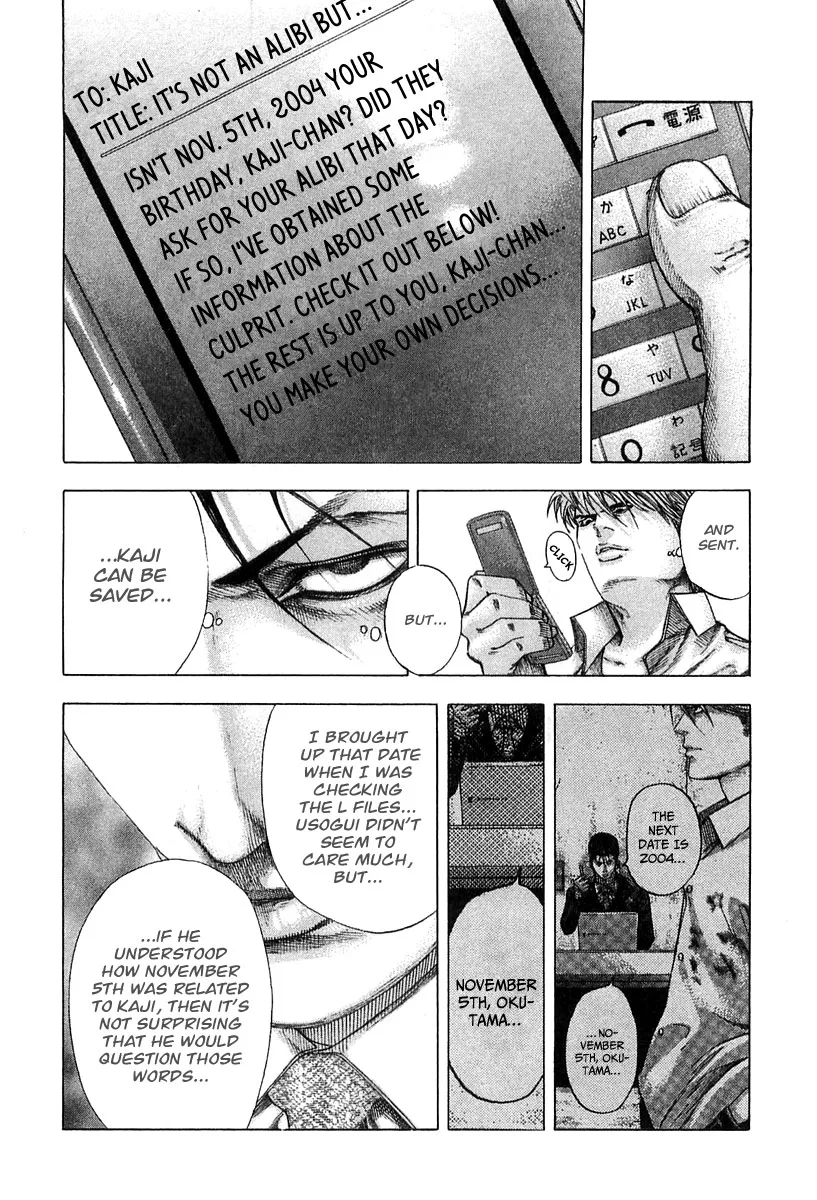 電源
か
ABC
な
JKL
や
8 TUV
わ
0 記号
TO: KAJI
TITLE: IT'S NOT AN ALIBI BUT...
ISN'T NOV. 5TH, 2004 YOUR
BIRTHDAY, KAJI-CHAN? DID THEY
ASK FOR YOUR ALIBI THAT DAY?
IF SO, I'VE OBTAINED SOME
INFORMATION ABOUT THE
CULPRIT. CHECK IT OUT BELOW!
THE REST IS UP TO YOU, KAJI-CHAN...
YOU MAKE YOUR OWN DECISIONS...
AND
SENT.
CLICK
BUT...
...KAJI
CAN BE
SAVED...
THE
NEXT
DATE IS
2004...
...NO-
VEMBER
5TH, OKU-
TAMA...
NOVEMBER
5TH, OKU-
TAMA...
I BROUGHT
UP THAT DATE
WHEN I WAS
CHECKING
THE L FILES...
USOGUI DIDN'T
SEEM TO
CARE MUCH,
BUT...
...IF HE
UNDERSTOOD
HOW NOVEMBER
5TH WAS RELATED
TO KAJI, THEN IT'S
NOT SURPRISING
THAT HE WOULD
QUESTION THOSE
WORDS...